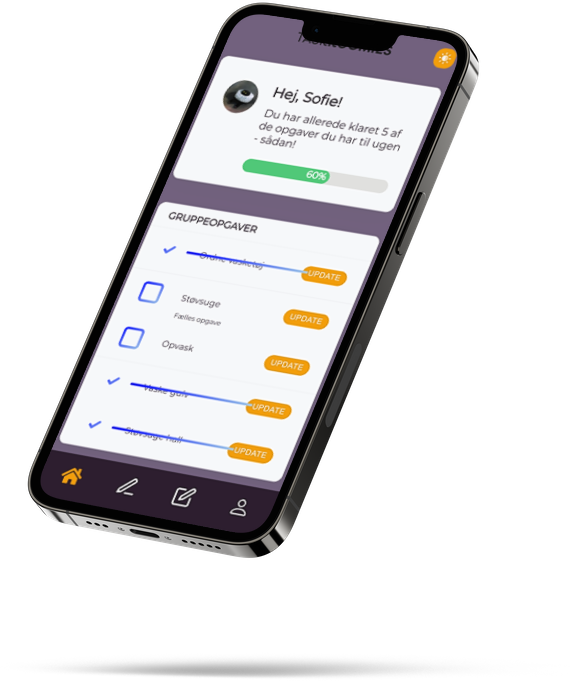 TASKROOMIES
Hej, Sofie!
Du har allerede klaret 5 af
de opgaver du har til ugen
- sådan!
60%
GRUPPEOPGAVER
Ordne vasketøj
UPDATE
Støvsuge
UPDATE
Fælles opgave
Opvask
UPDATE
Vaske gulv
UPDATE
Støvsuge hall
UPDATE